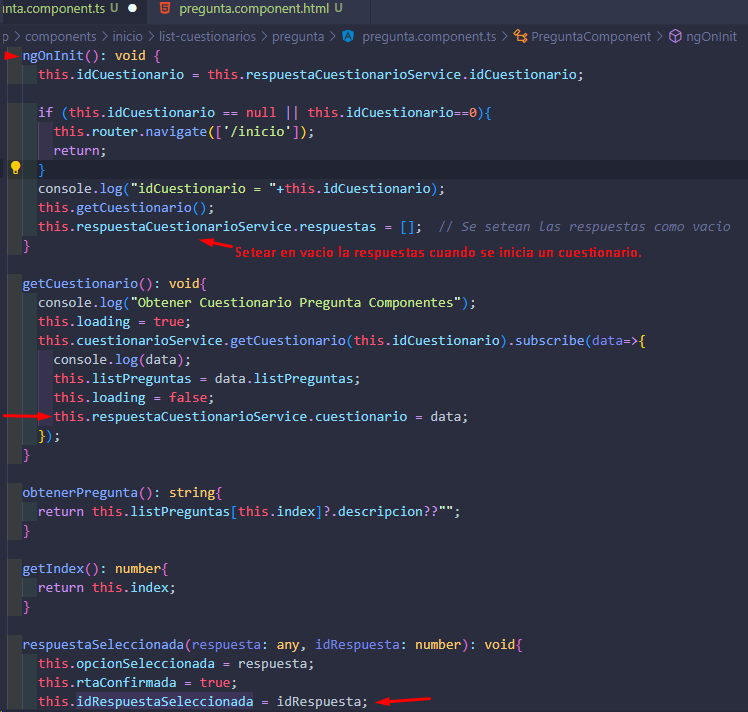 nta.component.ts U ● pregunta.component.html U
p > components > inicio > list-cuestionarios > pregunta > pregunta.component.ts > PreguntaComponent > ngOnInit
ngOnInit(): void {
this.idCuestionario = this.respuestaCuestionarioService.idCuestionario;
if (this.idCuestionario == null || this.idCuestionario==0){
this.router.navigate(['/inicio']);
return;
}
console.log("idCuestionario = "+this.idCuestionario);
this.getCuestionario();
this.respuestaCuestionarioService.respuestas = []; // Se setean las respuestas como vacio
}
Setear en vacio la respuestas cuando se inicia un cuestionario.
getCuestionario(): void{
console.log("Obtener Cuestionario Pregunta Componentes");
this.loading = true;
this.cuestionarioService.getCuestionario(this.idCuestionario).subscribe(data=>{
console.log(data);
this.listPreguntas = data.listPreguntas;
this.loading = false;
this.respuestaCuestionarioService.cuestionario = data;
});
}
obtenerPregunta(): string{
return this.listPreguntas[this.index]?.descripcion??"";
}
getIndex(): number{
return this.index;
}
respuestaSeleccionada(respuesta: any, idRespuesta: number): void{
this.opcionSeleccionada = respuesta;
this.rtaConfirmada = true;
this.idRespuestaSeleccionada = idRespuesta;